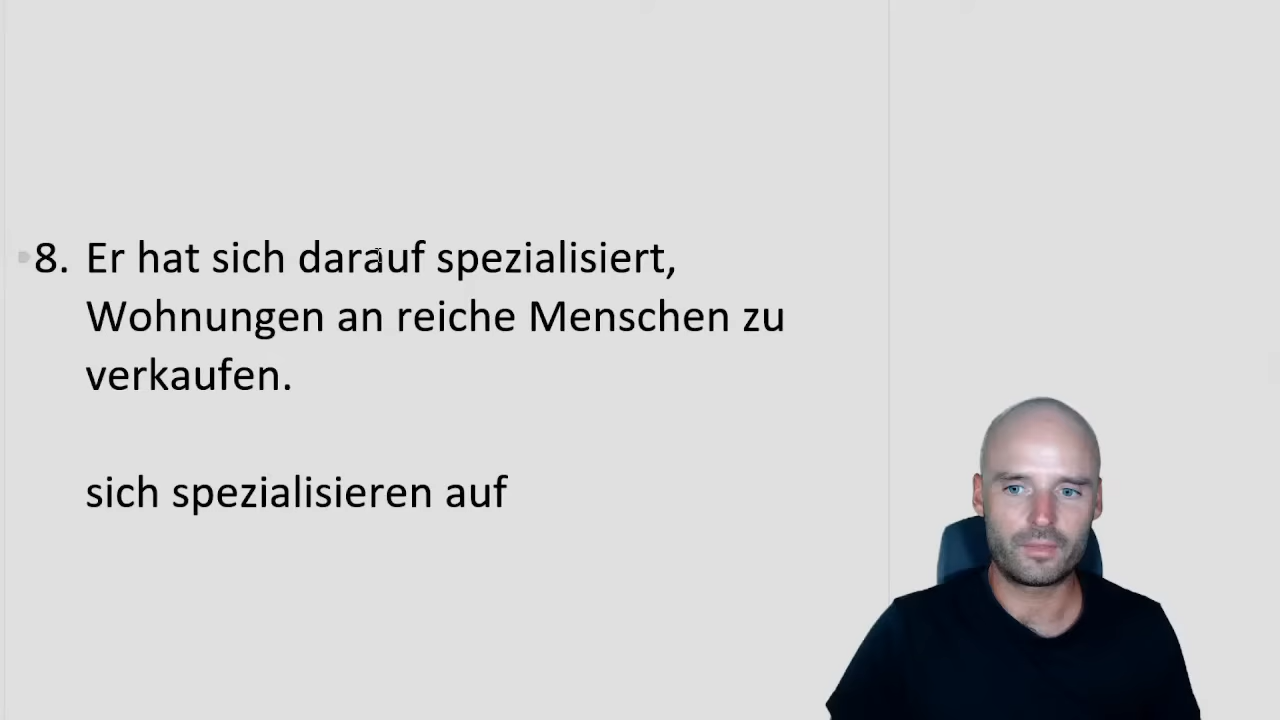 8. Er hat sich darauf spezialisiert,
Wohnungen an reiche Menschen zu
verkaufen.
sich spezialisieren auf